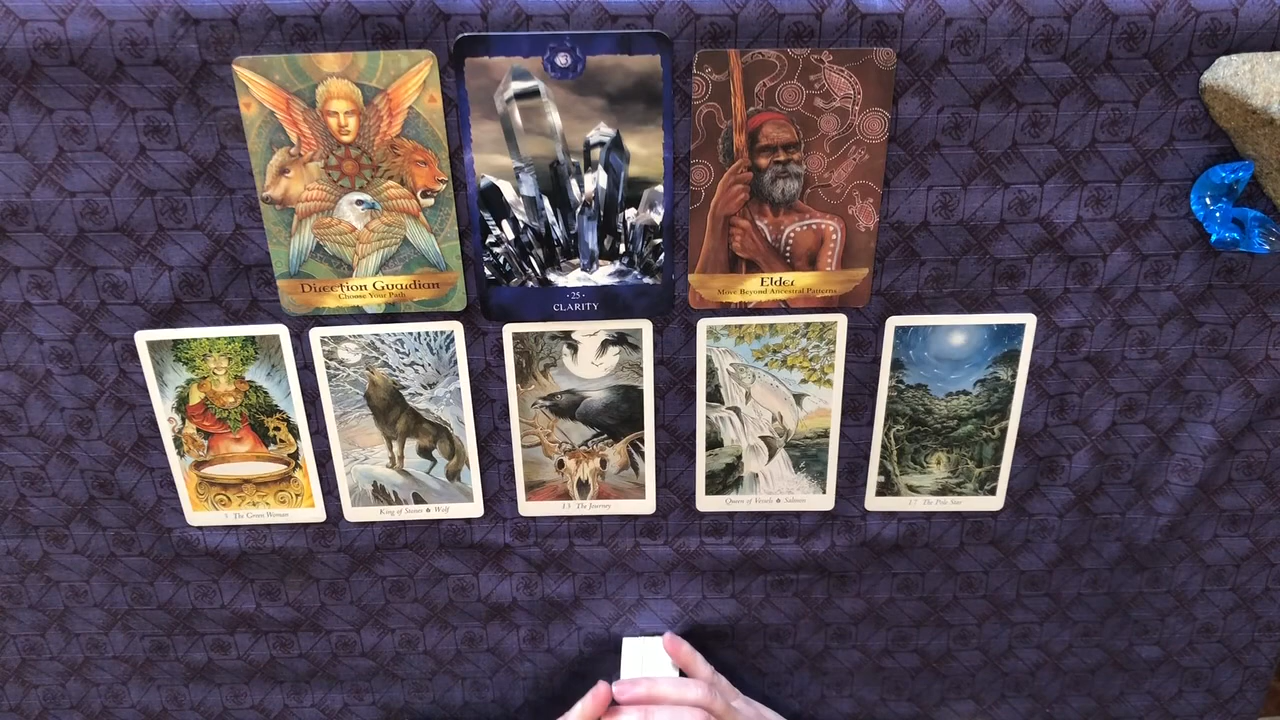 Direction Guardian
Choose Your Path
· 25 ·
CLARITY
Elder
Move Beyond Ancestral Patterns
3 The Green Woman
King of Stones Wolf
13 The Journey
Queen of Vessels Salmon
17 The Pole Star